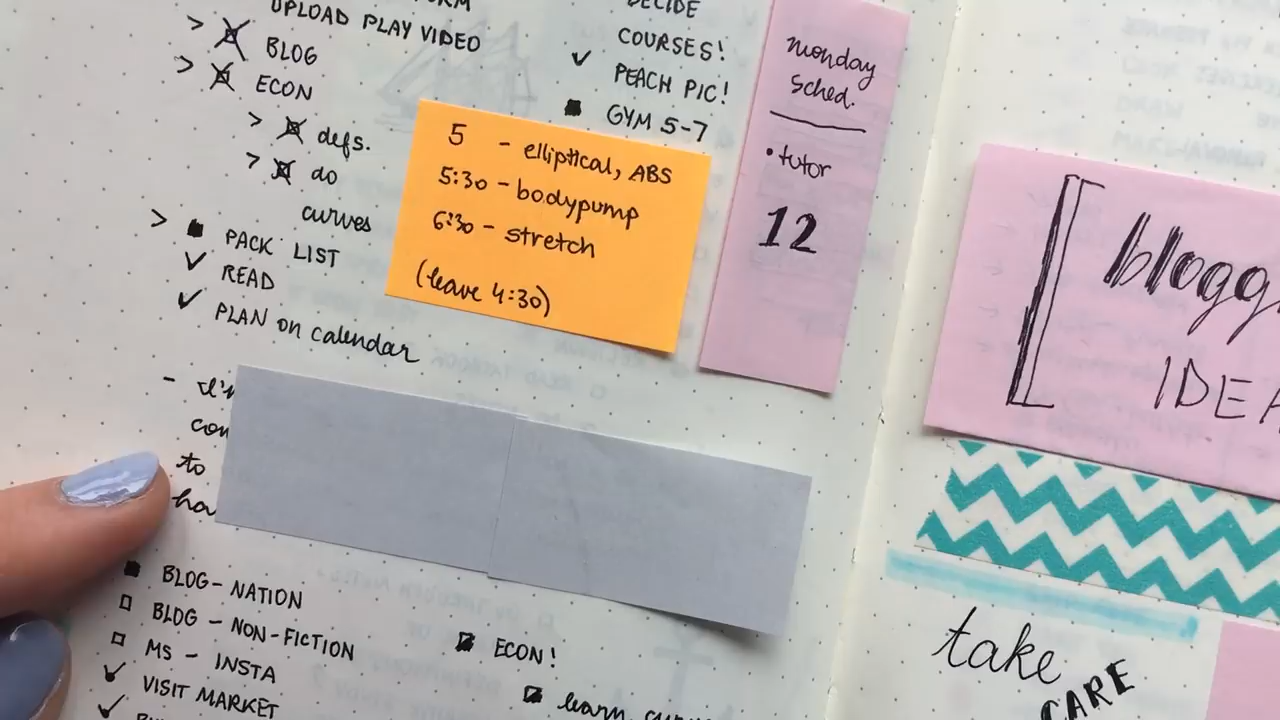 UPLOAD PLAY VIDEO
> BLOG
> ECON
> defs.
> do
curves
> PACK LIST
✓ READ
✓ PLAN on calendar
-
to
DECIDE
COURSES!
✓ PEACH PIC!
GYM 5-7
5 - elliptical, ABS
5:30 - bodypump
6:30 - stretch
(leave 4:30)
monday
sched.
• tutor
12
BLOG - NATION
BLOG - NON-FICTION
MS - INSTA
✓ VISIT MARKET
ECON!
learn
IDEA
take
CARE